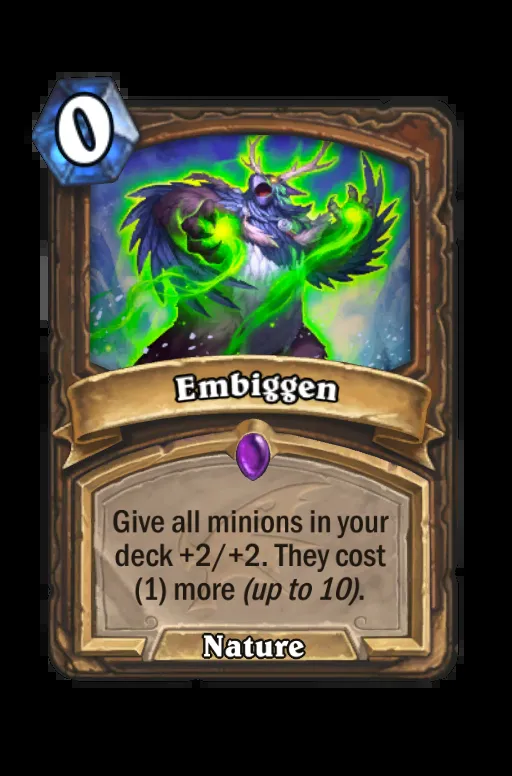 0
Embiggen
Give all minions in your
deck +2/+2. They cost
(1) more (up to 10).
Nature